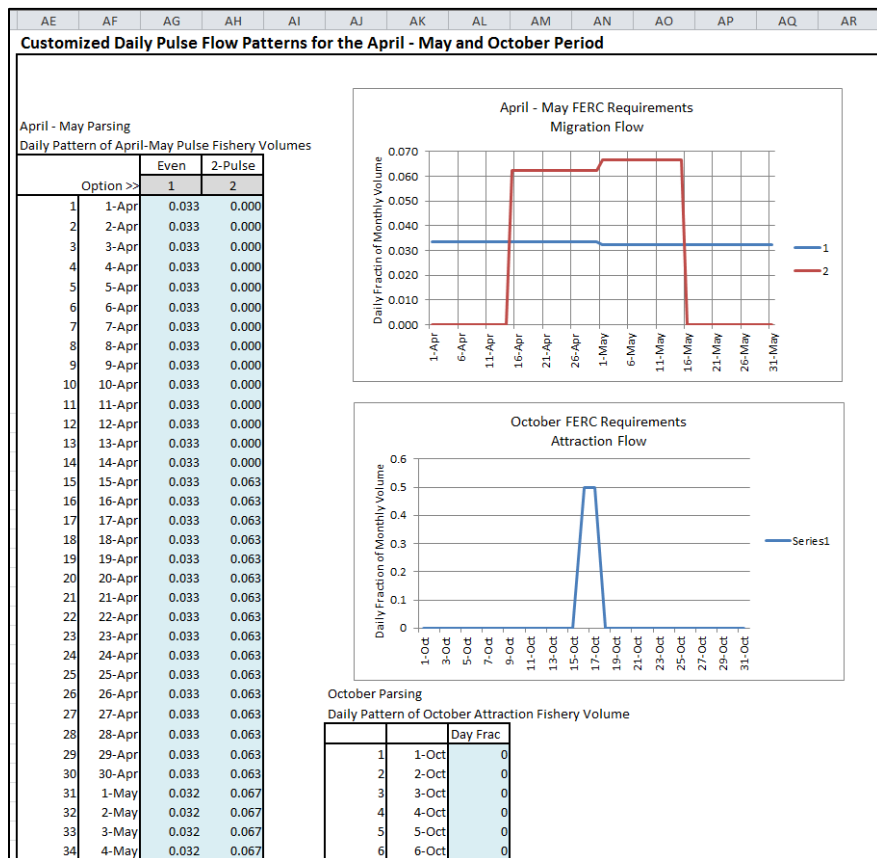 AE AF AG AH AI AJ AK AL AM AN AO AP AQ AR
Customized Daily Pulse Flow Patterns for the April - May and October Period
April - May Parsing
Daily Pattern of April-May Pulse Fishery Volumes
Even 2-Pulse
Option >> 1 2
1 1-Apr 0.033 0.000
2 2-Apr 0.033 0.000
3 3-Apr 0.033 0.000
4 4-Apr 0.033 0.000
5 5-Apr 0.033 0.000
6 6-Apr 0.033 0.000
7 7-Apr 0.033 0.000
8 8-Apr 0.033 0.000
9 9-Apr 0.033 0.000
10 10-Apr 0.033 0.000
11 11-Apr 0.033 0.000
12 12-Apr 0.033 0.000
13 13-Apr 0.033 0.000
14 14-Apr 0.033 0.000
15 15-Apr 0.033 0.063
16 16-Apr 0.033 0.063
17 17-Apr 0.033 0.063
18 18-Apr 0.033 0.063
19 19-Apr 0.033 0.063
20 20-Apr 0.033 0.063
21 21-Apr 0.033 0.063
22 22-Apr 0.033 0.063
23 23-Apr 0.033 0.063
24 24-Apr 0.033 0.063
25 25-Apr 0.033 0.063
26 26-Apr 0.033 0.063
27 27-Apr 0.033 0.063
28 28-Apr 0.033 0.063
29 29-Apr 0.033 0.063
30 30-Apr 0.033 0.063
31 1-May 0.032 0.067
32 2-May 0.032 0.067
33 3-May 0.032 0.067
34 4-May 0.032 0.067
April - May FERC Requirements
Migration Flow
Daily Fractin of Monthly Volume
0.070
0.060
0.050
0.040
0.030
0.020
0.010
0.000
1-Apr 6-Apr 11-Apr 16-Apr 21-Apr 26-Apr 1-May 6-May 11-May 16-May 21-May 26-May 31-May
1
2
October FERC Requirements
Attraction Flow
Daily Fraction of Monthly Volume
0.6
0.5
0.4
0.3
0.2
0.1
0
1-Oct 3-Oct 5-Oct 7-Oct 9-Oct 11-Oct 13-Oct 15-Oct 17-Oct 19-Oct 21-Oct 23-Oct 25-Oct 27-Oct 29-Oct 31-Oct
Series1
October Parsing
Daily Pattern of October Attraction Fishery Volume
Day Frac
1 1-Oct 0
2 2-Oct 0
3 3-Oct 0
4 4-Oct 0
5 5-Oct 0
6 6-Oct 0